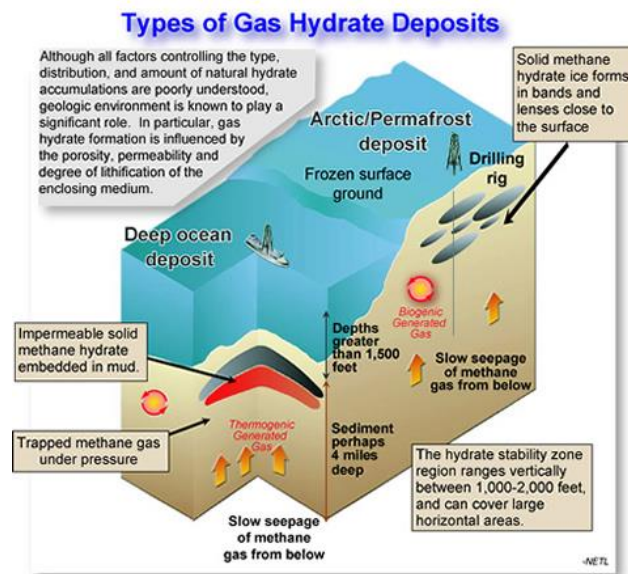 Types of Gas Hydrate Deposits
Although all factors controlling the type,
distribution, and amount of natural hydrate
accumulations are poorly understood,
geologic environment is known to play a
significant role. In particular, gas
hydrate formation is influenced
by the porosity, permeability and
degree of lithification of the
enclosing medium.
Solid methane
hydrate ice forms
in bands and
lenses close to
the surface
Arctic/Permafrost
deposit
Frozen surface
ground
Drilling
rig
Deep ocean
deposit
Biogenic
Generated
Gas
Impermeable solid
methane hydrate
embedded in mud.
Depths
greater
than 1,500
feet
Slow seepage
of methane
gas from below
Trapped methane gas
under pressure
Thermogenic
Generated
Gas
Sediment
perhaps
4 miles
deep
The hydrate stability zone
region ranges vertically
between 1,000-2,000 feet,
and can cover large
horizontal areas.
Slow seepage
of methane
gas from below
-NETL